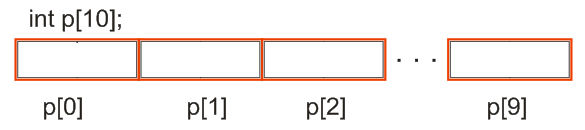 int p[10];
. . .
p[0] p[1] p[2] p[9]